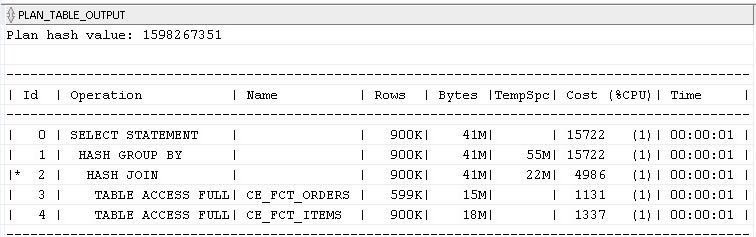 PLAN_TABLE_OUTPUT
Plan hash value: 1598267351
-----------------------------------------------------------------------------------------------
| Id  | Operation            | Name          | Rows  | Bytes |TempSpc| Cost (%CPU)| Time     |
-----------------------------------------------------------------------------------------------
|   0 | SELECT STATEMENT     |               |   900K|    41M|       | 15722   (1)| 00:00:01 |
|   1 |  HASH GROUP BY       |               |   900K|    41M|    55M| 15722   (1)| 00:00:01 |
|*  2 |   HASH JOIN          |               |   900K|    41M|    22M|  4986   (1)| 00:00:01 |
|   3 |    TABLE ACCESS FULL| CE_FCT_ORDERS |   599K|    15M|       |  1131   (1)| 00:00:01 |
|   4 |    TABLE ACCESS FULL| CE_FCT_ITEMS  |   900K|    18M|       |  1337   (1)| 00:00:01 |
-----------------------------------------------------------------------------------------------